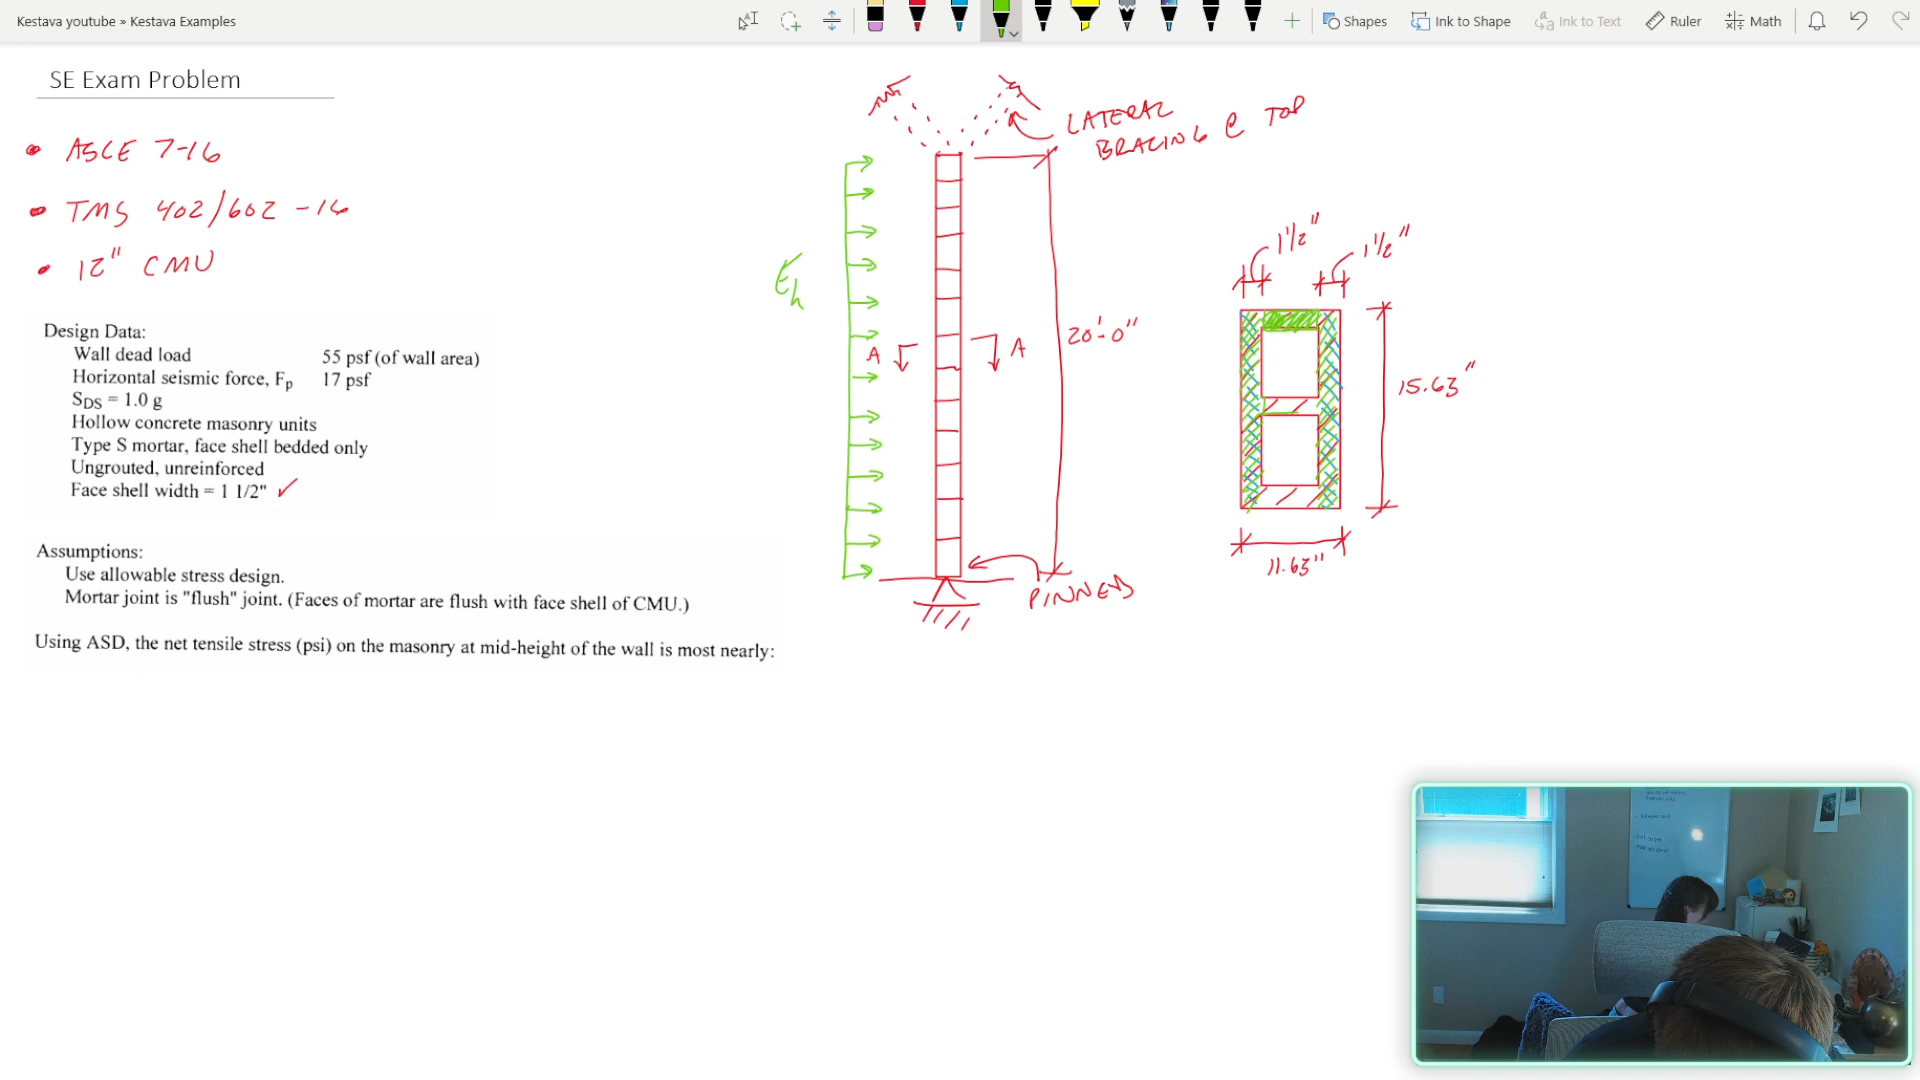 Kestava youtube » Kestava Examples
Shapes
Ink to Shape
Ink to Text
Ruler
Math
SE Exam Problem
• ASCE 7-16
• TMS 402/602 -16
• 12" CMU
Design Data:
Wall dead load 55 psf (of wall area)
Horizontal seismic force, Fp 17 psf
SDS = 1.0 g
Hollow concrete masonry units
Type S mortar, face shell bedded only
Ungrouted, unreinforced
Face shell width = 1 1/2" ✓
Assumptions:
Use allowable stress design.
Mortar joint is "flush" joint. (Faces of mortar are flush with face shell of CMU.)
Using ASD, the net tensile stress (psi) on the masonry at mid-height of the wall is most nearly:
LATERAL
BRACING @ TOP
Eh
A
A
20'-0"
PINNED
1 1/2"
1 1/2"
15.63"
11.63"